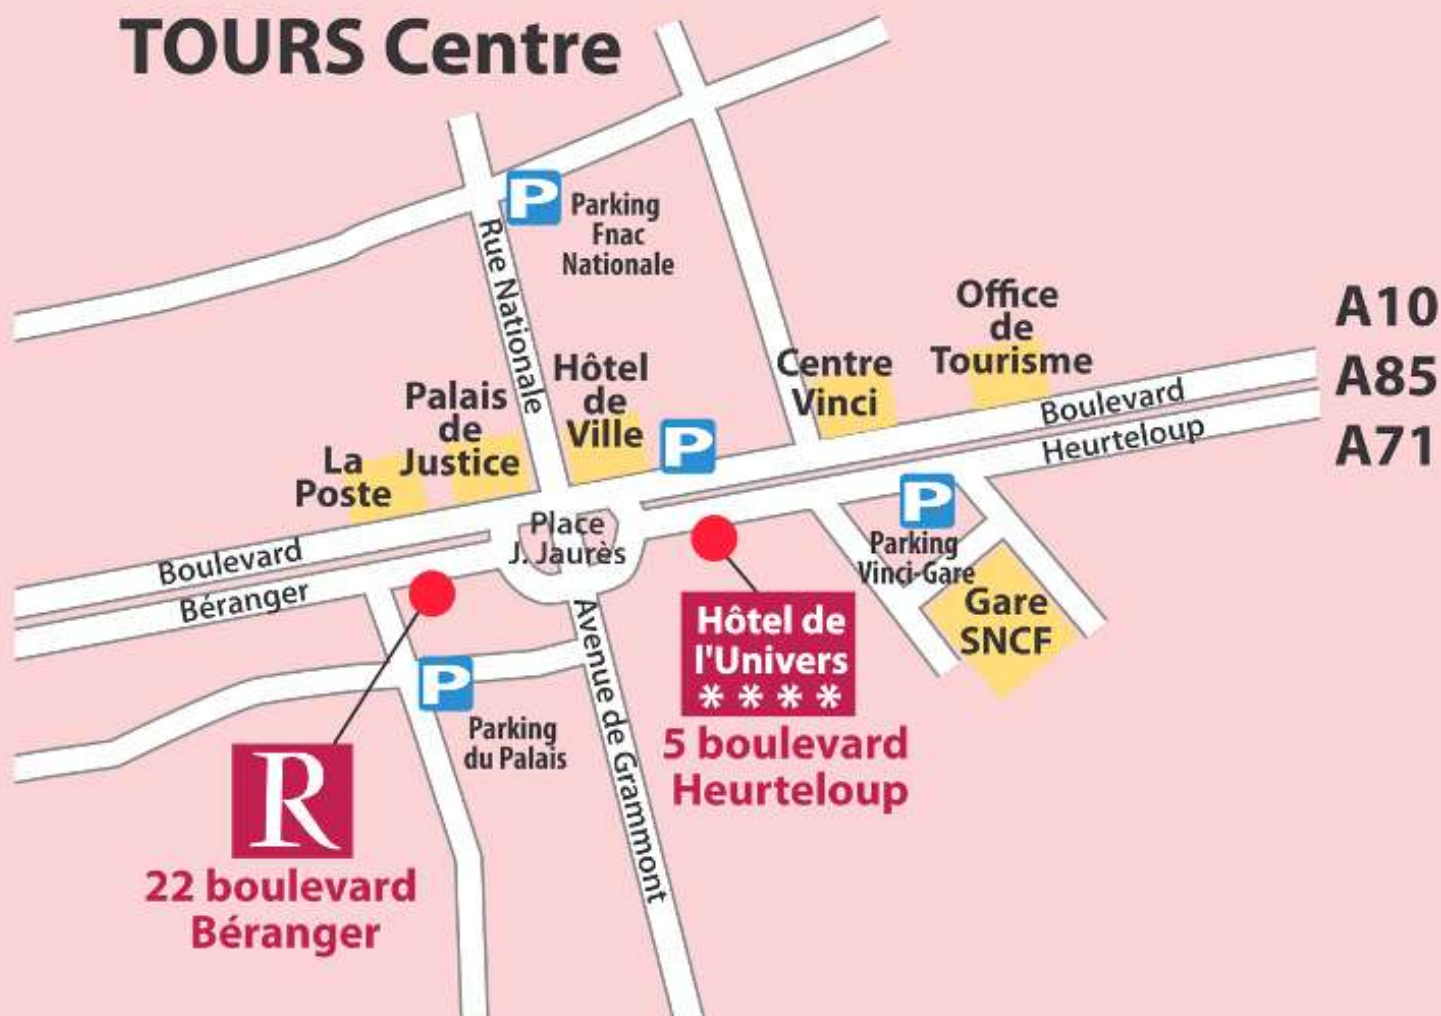 TOURS Centre
P
Parking
Fnac
Nationale
Rue Nationale
Office
de
Tourisme
A10
A85
A71
Centre
Vinci
Hôtel
de
Ville
P
Palais
de
Justice
La
Poste
Boulevard
Heurteloup
Place
J. Jaurès
Boulevard
Béranger
P
Parking
Vinci-Gare
Gare
SNCF
Hôtel de
l'Univers
* * * *
5 boulevard
Heurteloup
Avenue de Grammont
P
Parking
du Palais
R
22 boulevard
Béranger